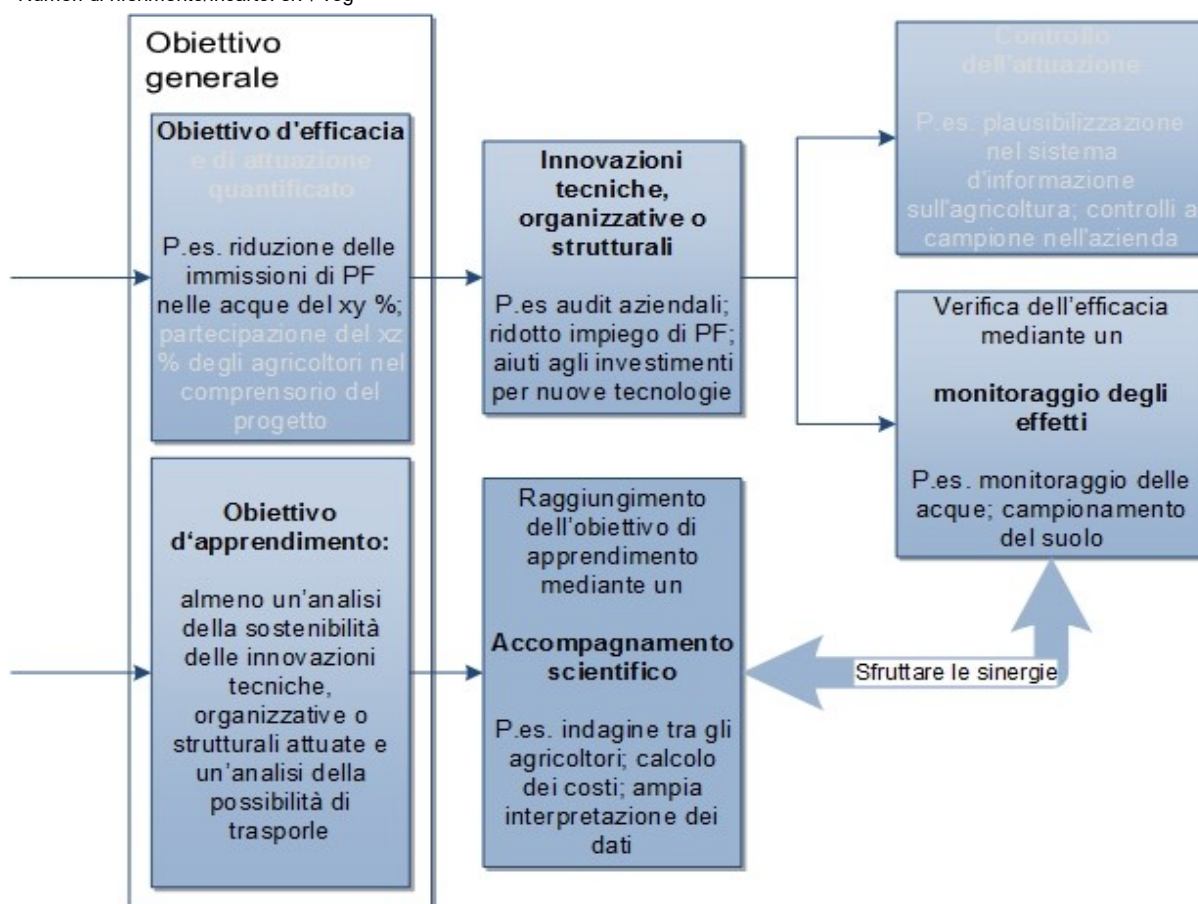 Obiettivo
generale
Obiettivo d'efficacia
e di attuazione
quantificato
P.es. riduzione delle
immissioni di PF
nelle acque del xy %;
partecipazione del xz
% degli agricoltori nel
comprensorio del
progetto
Innovazioni
tecniche,
organizzative o
strutturali
P.es audit aziendali;
ridotto impiego di PF;
aiuti agli investimenti
per nuove tecnologie
Controllo
dell'attuazione
P.es. plausibilizzazione
nel sistema
d'informazione
sull'agricoltura; controlli a
campione nell'azienda
Verifica dell'efficacia
mediante un
monitoraggio degli
effetti
P.es. monitoraggio delle
acque; campionamento
del suolo
Obiettivo
d‘apprendimento:
almeno un'analisi
della sostenibilità
delle innovazioni
tecniche,
organizzative o
strutturali attuate e
un'analisi della
possibilità di
trasporle
Raggiungimento
dell'obiettivo di
apprendimento
mediante un
Accompagnamento
scientifico
P.es. indagine tra gli
agricoltori; calcolo
dei costi; ampia
interpretazione dei
dati
Sfruttare le sinergie